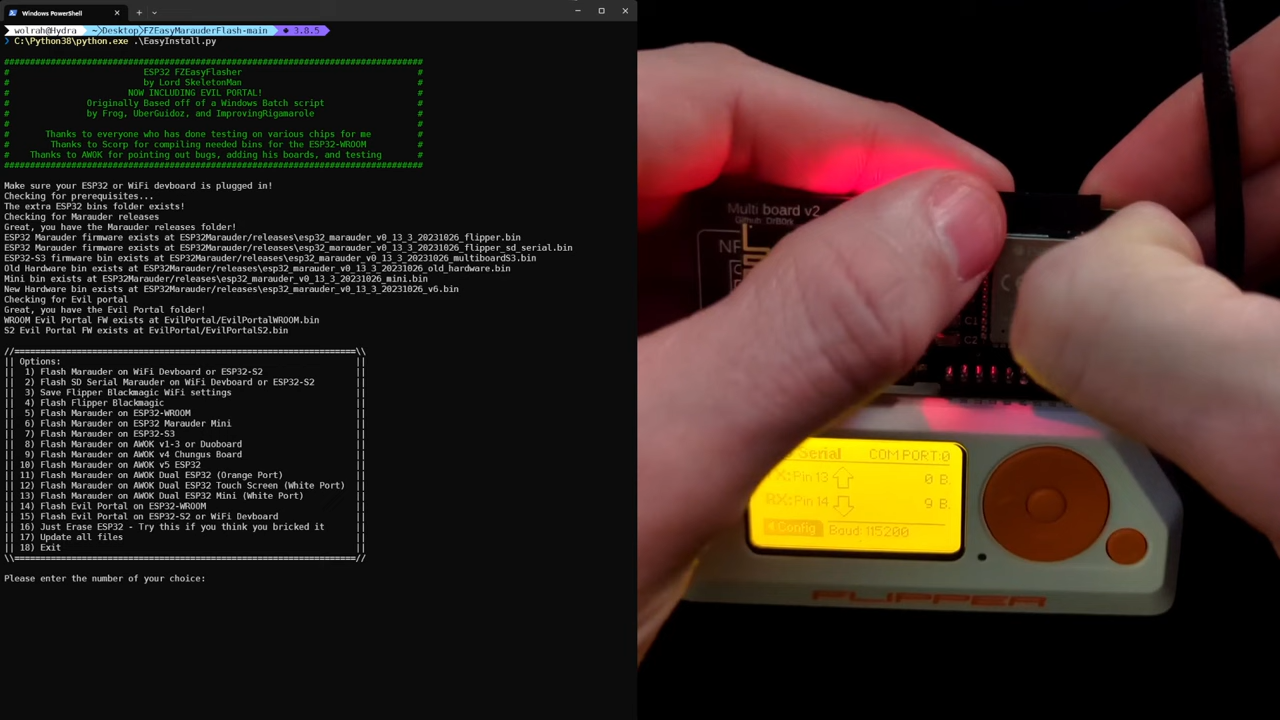 Windows PowerShell
wolrah@Hydra ~ Desktop FZEasyMarauderFlash-main 3.8.5
C:\Python38\python.exe .\EasyInstall.py
#################################################################################
# ESP32 FZEasyFlasher #
# by Lord SkeletonMan #
# NOW INCLUDING EVIL PORTAL! #
# Originally Based off of a Windows Batch script #
# by Frog, UberGuidoz, and ImprovingRigamarole #
# #
# Thanks to everyone who has done testing on various chips for me #
# Thanks to Scorp for compiling needed bins for the ESP32-WROOM #
# Thanks to AWOK for pointing out bugs, adding his boards, and testing #
#################################################################################
Make sure your ESP32 or WiFi devboard is plugged in!
Checking for prerequisites...
The extra ESP32 bins folder exists!
Checking for Marauder releases
Great, you have the Marauder releases folder!
ESP32 Marauder firmware exists at ESP32Marauder/releases\esp32_marauder_v0_13_3_20231026_flipper.bin
ESP32 Marauder firmware exists at ESP32Marauder/releases\esp32_marauder_v0_13_3_20231026_flipper_sd_serial.bin
ESP32-S3 firmware bin exists at ESP32Marauder/releases\esp32_marauder_v0_13_3_20231026_multiboardS3.bin
Old Hardware bin exists at ESP32Marauder/releases\esp32_marauder_v0_13_3_20231026_old_hardware.bin
Mini bin exists at ESP32Marauder/releases\esp32_marauder_v0_13_3_20231026_mini.bin
New Hardware bin exists at ESP32Marauder/releases\esp32_marauder_v0_13_3_20231026_v6.bin
Checking for Evil portal
Great, you have the Evil Portal folder!
WROOM Evil Portal FW exists at EvilPortal/EvilPortalWROOM.bin
S2 Evil Portal FW exists at EvilPortal/EvilPortalS2.bin
//==================================================================\\
|| Options: ||
|| 1) Flash Marauder on WiFi Devboard or ESP32-S2 ||
|| 2) Flash SD Serial Marauder on WiFi Devboard or ESP32-S2 ||
|| 3) Save Flipper Blackmagic WiFi settings ||
|| 4) Flash Flipper Blackmagic ||
|| 5) Flash Marauder on ESP32-WROOM ||
|| 6) Flash Marauder on ESP32 Marauder Mini ||
|| 7) Flash Marauder on ESP32-S3 ||
|| 8) Flash Marauder on AWOK v1-3 or Duoboard ||
|| 9) Flash Marauder on AWOK v4 Chungus Board ||
|| 10) Flash Marauder on AWOK v5 ESP32 ||
|| 11) Flash Marauder on AWOK Dual ESP32 (Orange Port) ||
|| 12) Flash Marauder on AWOK Dual ESP32 Touch Screen (White Port) ||
|| 13) Flash Marauder on AWOK Dual ESP32 Mini (White Port) ||
|| 14) Flash Evil Portal on ESP32-WROOM ||
|| 15) Flash Evil Portal on ESP32-S2 or WiFi Devboard ||
|| 16) Just Erase ESP32 - Try this if you think you bricked it ||
|| 17) Update all files ||
|| 18) Exit ||
\\==================================================================//
Please enter the number of your choice:
Multi board v2
Github: DrB0rk
C1
C2
Serial COM PORT:0
Pin 13 0 B.
RX:Pin 14 9 B.
Config Baud: 115200
FLIPPER